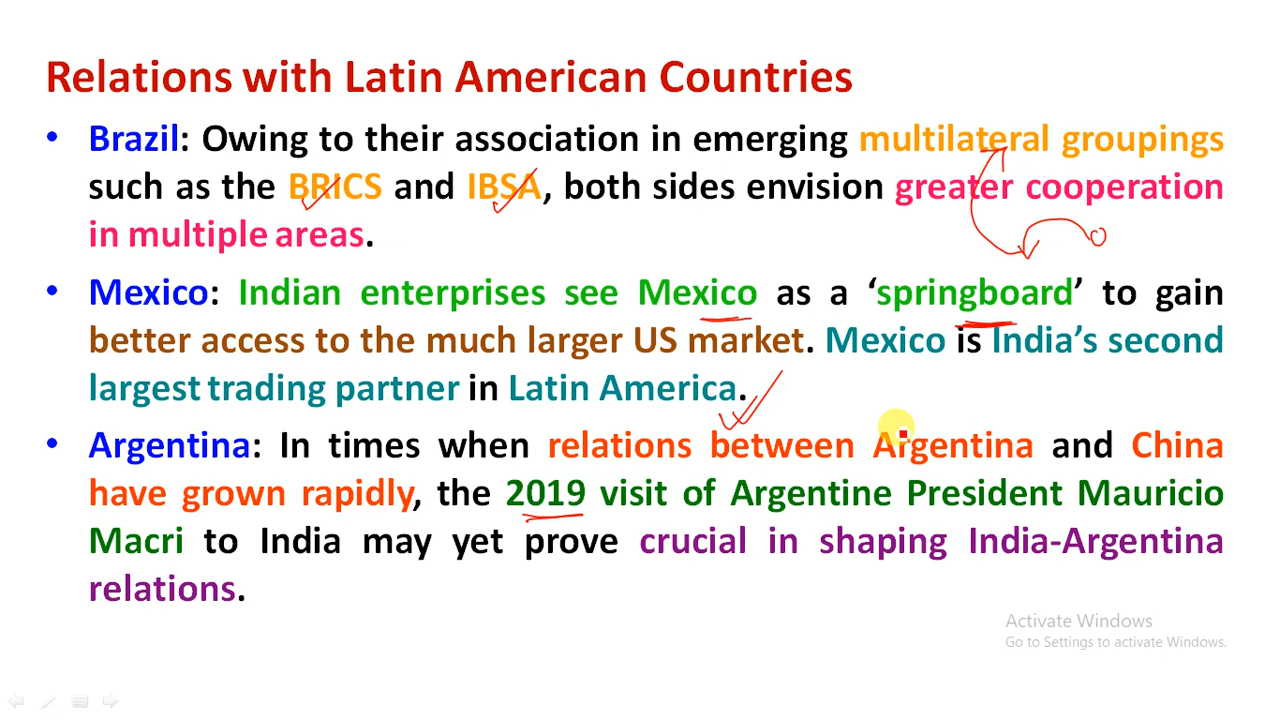 Relations with Latin American Countries
• Brazil: Owing to their association in emerging multilateral groupings
such as the BRICS and IBSA, both sides envision greater cooperation
in multiple areas.
• Mexico: Indian enterprises see Mexico as a ‘springboard’ to gain
better access to the much larger US market. Mexico is India’s second
largest trading partner in Latin America.
• Argentina: In times when relations between Argentina and China
have grown rapidly, the 2019 visit of Argentine President Mauricio
Macri to India may yet prove crucial in shaping India-Argentina
relations.
Activate Windows
Go to Settings to activate Windows.